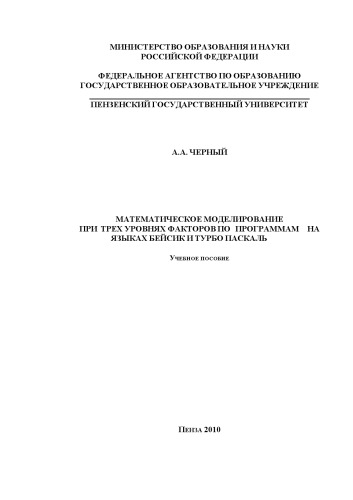 МИНИСТЕРСТВО ОБРАЗОВАНИЯ И НАУКИ
РОССИЙСКОЙ ФЕДЕРАЦИИ
ФЕДЕРАЛЬНОЕ АГЕНТСТВО ПО ОБРАЗОВАНИЮ
ГОСУДАРСТВЕННОЕ ОБРАЗОВАТЕЛЬНОЕ УЧРЕЖДЕНИЕ
ПЕНЗЕНСКИЙ ГОСУДАРСТВЕННЫЙ УНИВЕРСИТЕТ
А.А. ЧЕРНЫЙ
МАТЕМАТИЧЕСКОЕ МОДЕЛИРОВАНИЕ
ПРИ ТРЕХ УРОВНЯХ ФАКТОРОВ ПО ПРОГРАММАМ НА
ЯЗЫКАХ БЕЙСИК И ТУРБО ПАСКАЛЬ
УЧЕБНОЕ ПОСОБИЕ
ПЕНЗА 2010